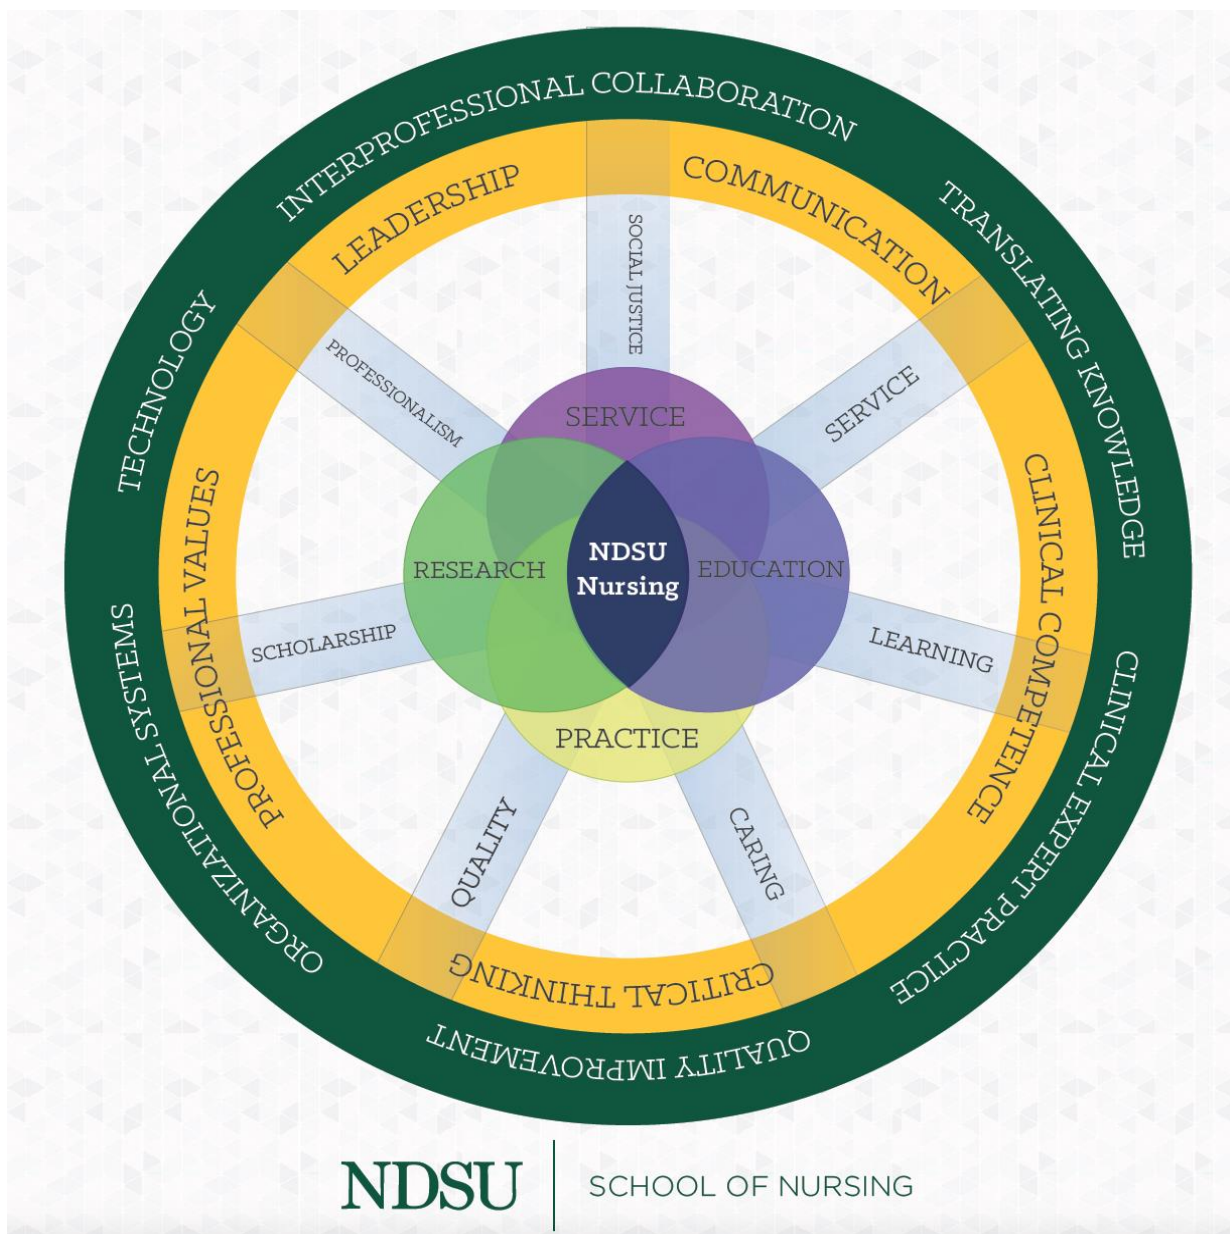 INTERPROFESSIONAL COLLABORATION
TRANSLATING KNOWLEDGE
CLINICAL EXPERT PRACTICE
QUALITY IMPROVEMENT
ORGANIZATIONAL SYSTEMS
TECHNOLOGY
LEADERSHIP
COMMUNICATION
CLINICAL COMPETENCE
CRITICAL THINKING
PROFESSIONAL VALUES
SOCIAL JUSTICE
SERVICE
LEARNING
CARING
QUALITY
SCHOLARSHIP
PROFESSIONALISM
SERVICE
RESEARCH
NDSU
Nursing
EDUCATION
PRACTICE
NDSU
SCHOOL OF NURSING